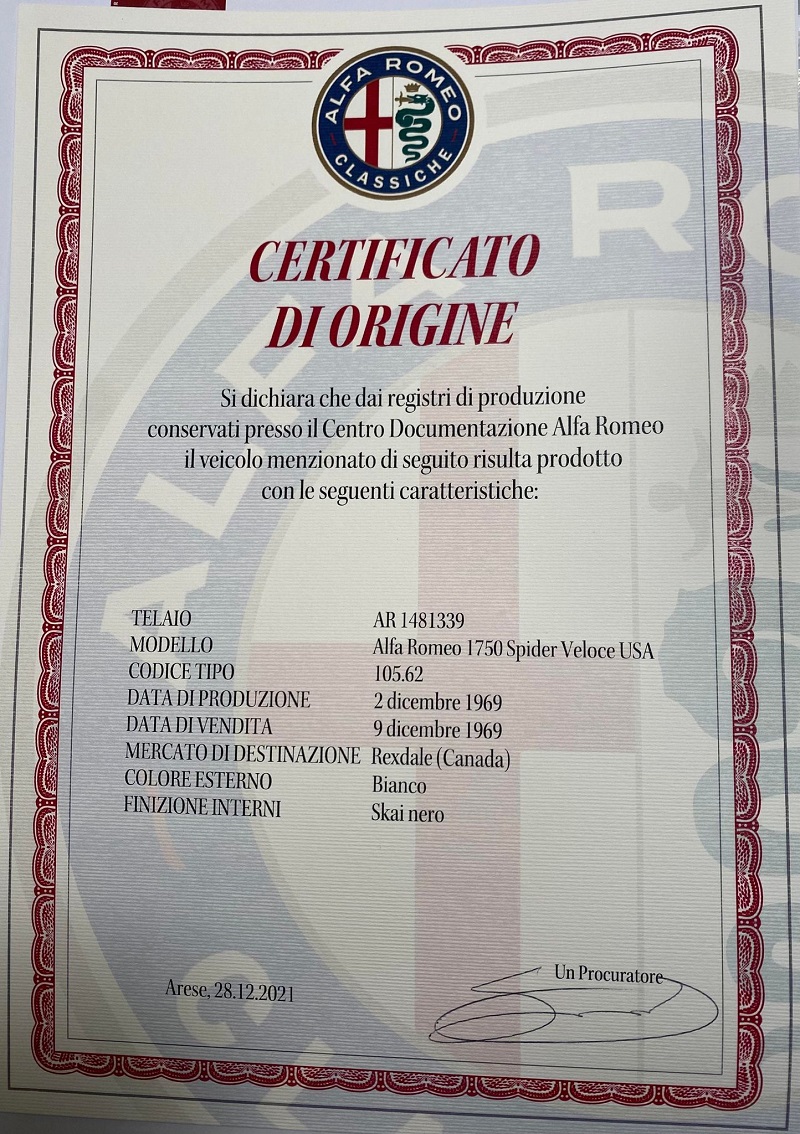 ALFA ROMEO
CLASSICHE
CERTIFICATO
DI ORIGINE
Si dichiara che dai registri di produzione
conservati presso il Centro Documentazione Alfa Romeo
il veicolo menzionato di seguito risulta prodotto
con le seguenti caratteristiche:
TELAIO AR 1481339
MODELLO Alfa Romeo 1750 Spider Veloce USA
CODICE TIPO 105.62
DATA DI PRODUZIONE 2 dicembre 1969
DATA DI VENDITA 9 dicembre 1969
MERCATO DI DESTINAZIONE Rexdale (Canada)
COLORE ESTERNO Bianco
FINIZIONE INTERNI Skai nero
Un Procuratore
Arese, 28.12.2021